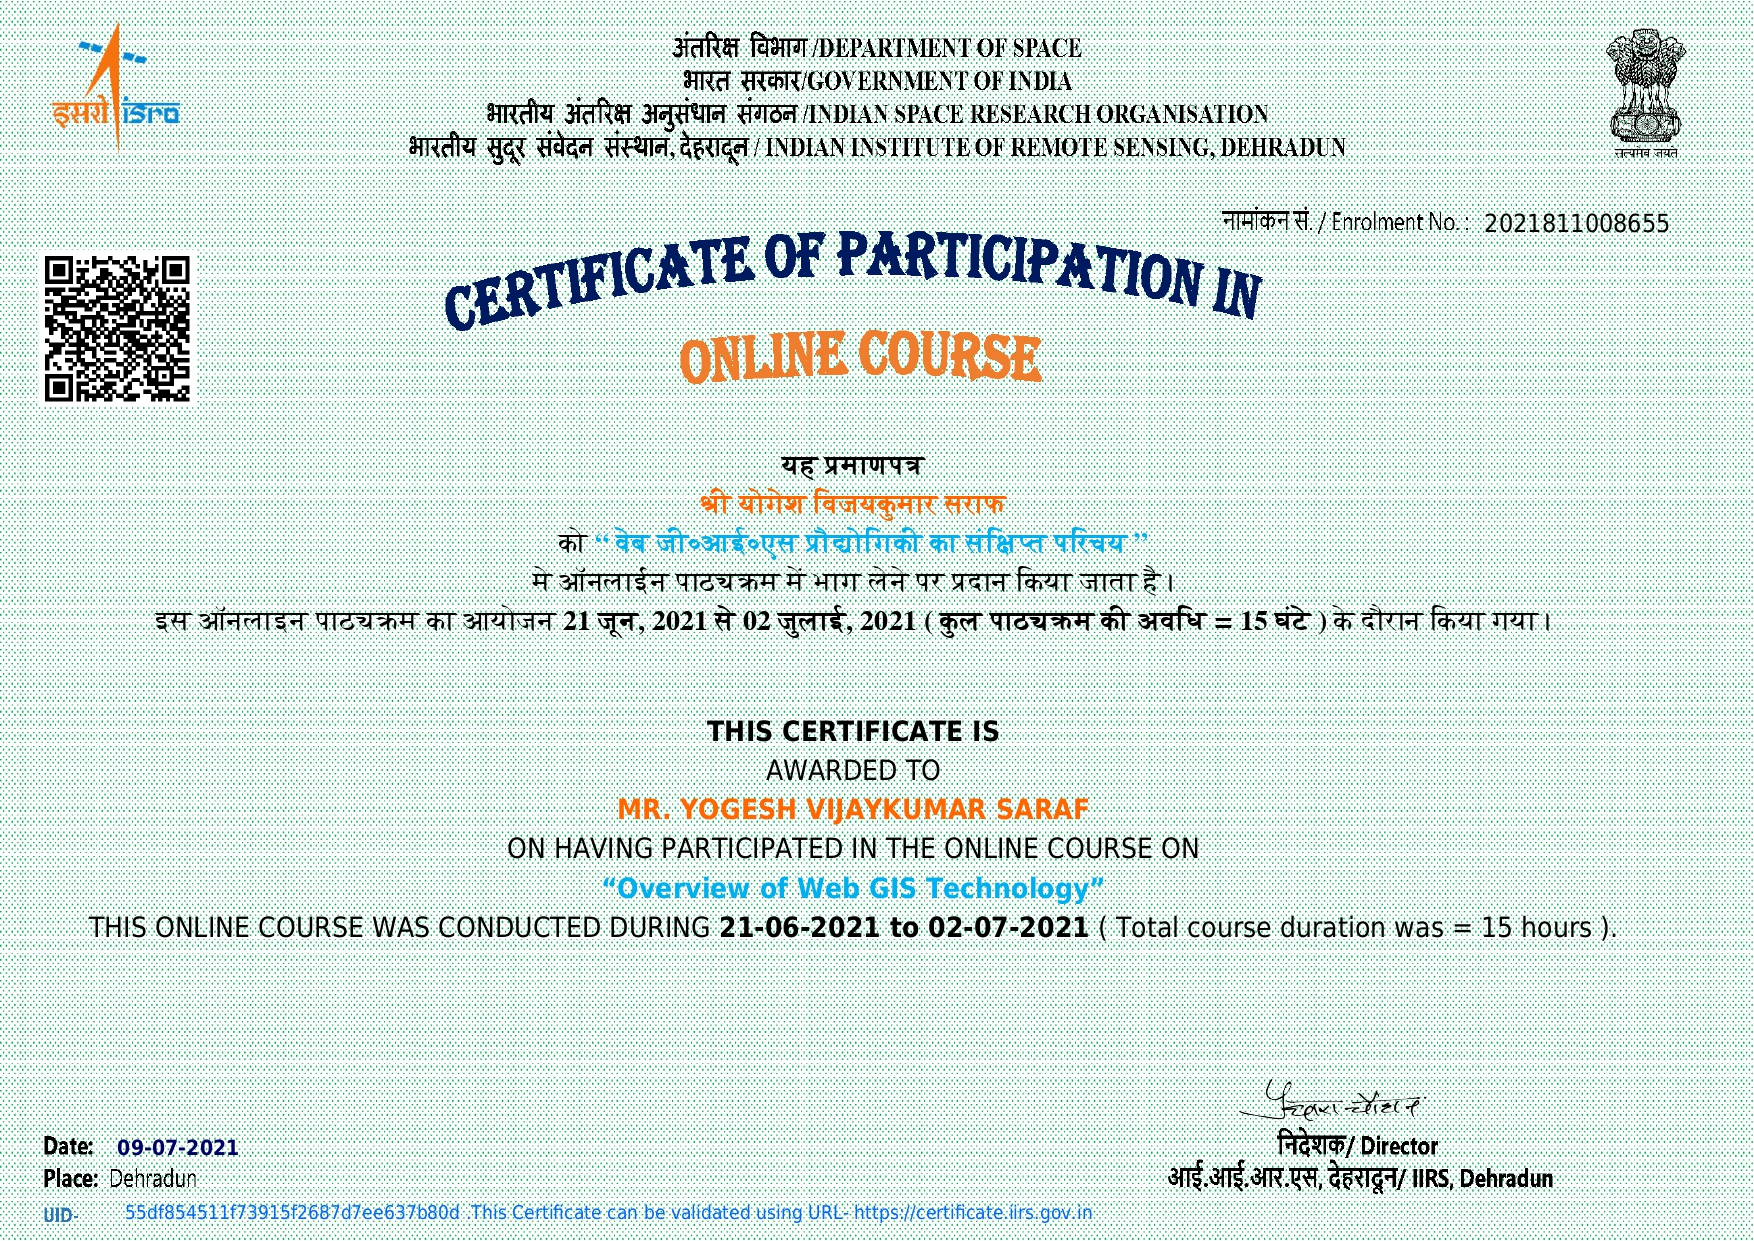 इसरो isro
अंतरिक्ष विभाग /DEPARTMENT OF SPACE
भारत सरकार/GOVERNMENT OF INDIA
भारतीय अंतरिक्ष अनुसंधान संगठन /INDIAN SPACE RESEARCH ORGANISATION
भारतीय सुदूर संवेदन संस्थान, देहरादून / INDIAN INSTITUTE OF REMOTE SENSING, DEHRADUN
सत्यमेव जयते
नामांकन सं. / Enrolment No. : 2021811008655
CERTIFICATE OF PARTICIPATION IN
ONLINE COURSE
यह प्रमाणपत्र
श्री योगेश विजयकुमार सराफ
को “ वेब जी॰आई॰एस प्रौद्योगिकी का संक्षिप्त परिचय ”
मे ऑनलाईन पाठ्यक्रम में भाग लेने पर प्रदान किया जाता है।
इस ऑनलाइन पाठ्यक्रम का आयोजन 21 जून, 2021 से 02 जुलाई, 2021 ( कुल पाठ्यक्रम की अवधि = 15 घंटे ) के दौरान किया गया।
THIS CERTIFICATE IS
AWARDED TO
MR. YOGESH VIJAYKUMAR SARAF
ON HAVING PARTICIPATED IN THE ONLINE COURSE ON
“Overview of Web GIS Technology”
THIS ONLINE COURSE WAS CONDUCTED DURING 21-06-2021 to 02-07-2021 ( Total course duration was = 15 hours ).
निदेशक/ Director
आई.आई.आर.एस, देहरादून/ IIRS, Dehradun
Date: 09-07-2021
Place: Dehradun
UID- 55df854511f73915f2687d7ee637b80d .This Certificate can be validated using URL- https://certificate.iirs.gov.in